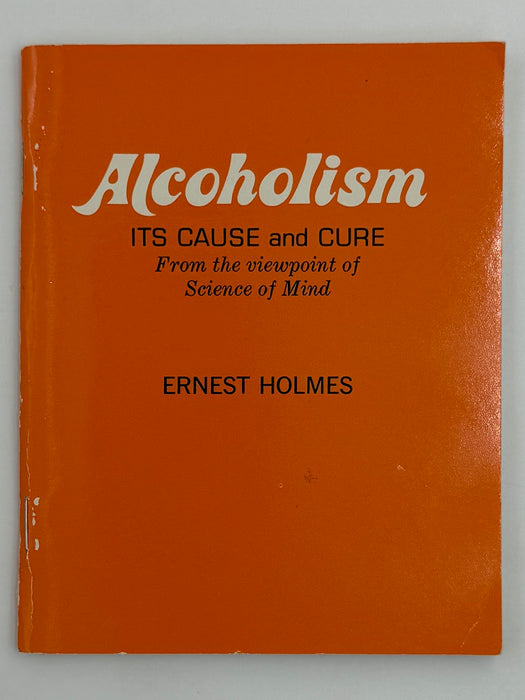 Alcoholism
ITS CAUSE and CURE
From the viewpoint of
Science of Mind
ERNEST HOLMES